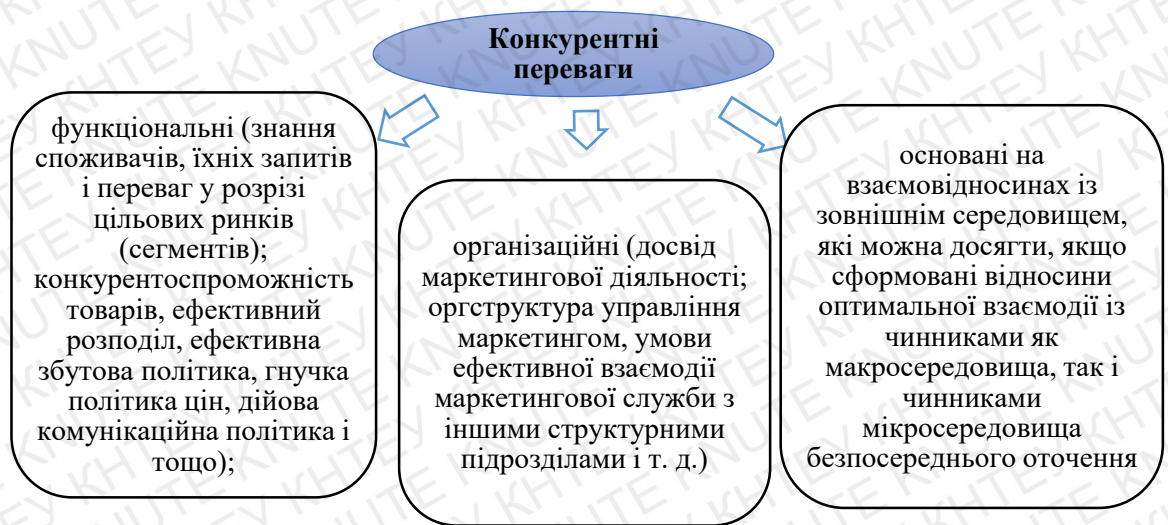 Конкурентні
переваги
функціональні (знання
споживачів, їхніх запитів
і переваг у розрізі
цільових ринків
(сегментів);
конкурентоспроможність
товарів, ефективний
розподіл, ефективна
збутова політика, гнучка
політика цін, дійова
комунікаційна політика і
тощо);
організаційні (досвід
маркетингової діяльності;
оргструктура управління
маркетингом, умови
ефективної взаємодії
маркетингової служби з
іншими структурними
підрозділами і т. д.)
основані на
взаємовідносинах із
зовнішнім середовищем,
які можна досягти, якщо
сформовані відносини
оптимальної взаємодії із
чинниками як
макросередовища, так і
чинниками
мікросередовища
безпосереднього оточення